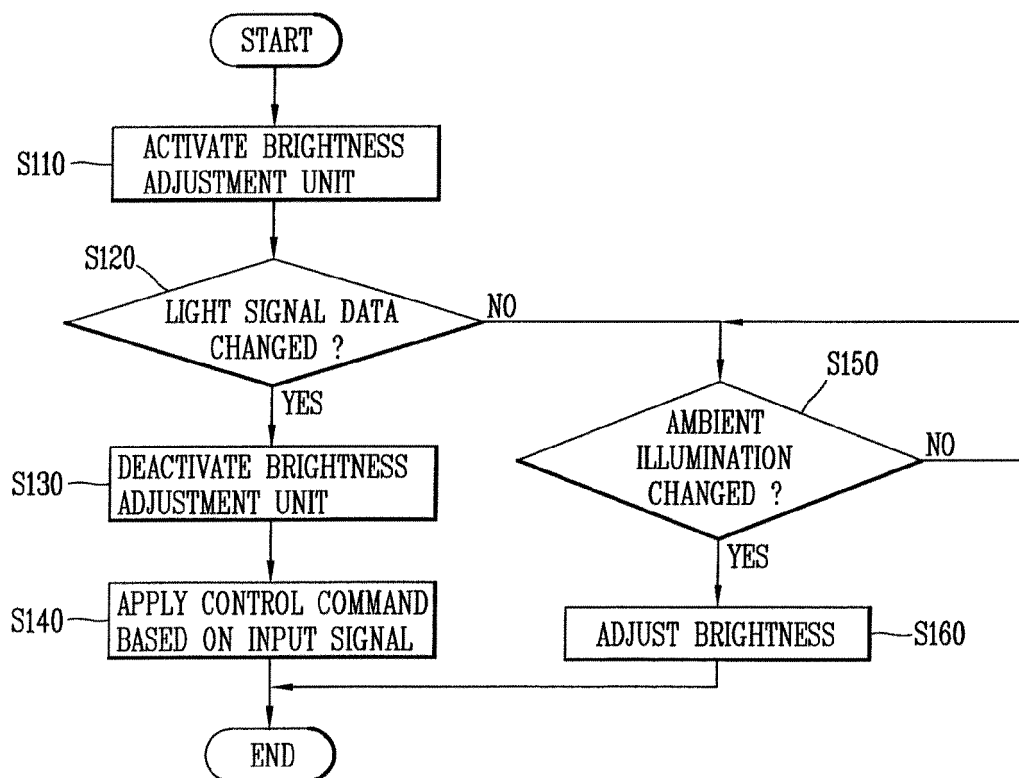 START
S110
ACTIVATE BRIGHTNESS
ADJUSTMENT UNIT
S120
LIGHT SIGNAL DATA
CHANGED ?
NO
YES
S130
DEACTIVATE BRIGHTNESS
ADJUSTMENT UNIT
S140
APPLY CONTROL COMMAND
BASED ON INPUT SIGNAL
S150
AMBIENT
ILLUMINATION
CHANGED ?
NO
YES
ADJUST BRIGHTNESS
S160
END